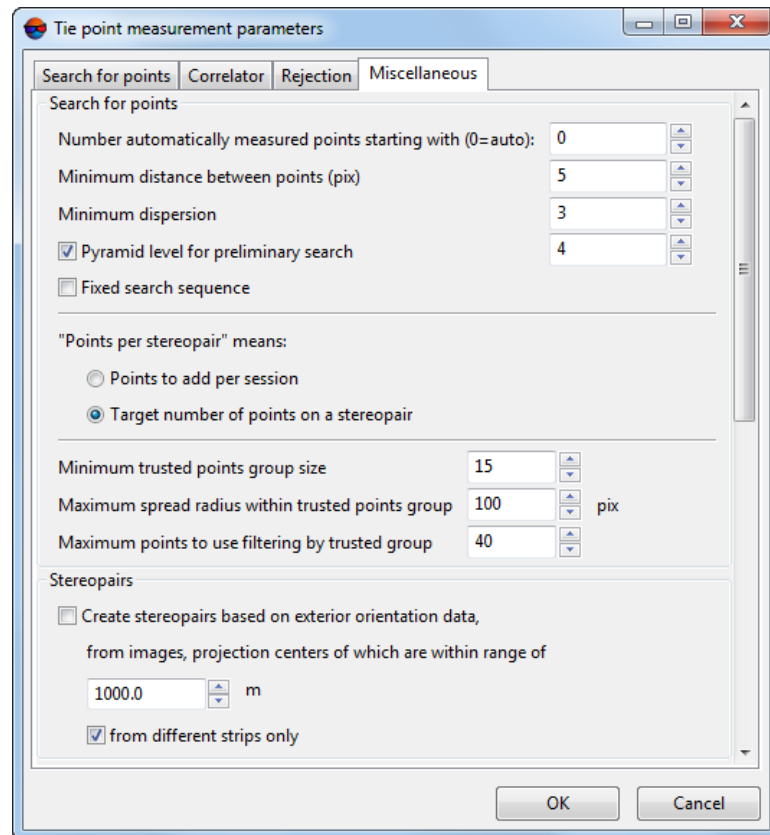 Tie point measurement parameters
Search for points Correlator Rejection Miscellaneous
Search for points
Number automatically measured points starting with (0=auto): 0
Minimum distance between points (pix) 5
Minimum dispersion 3
Pyramid level for preliminary search 4
Fixed search sequence
"Points per stereopair" means:
Points to add per session
Target number of points on a stereopair
Minimum trusted points group size 15
Maximum spread radius within trusted points group 100 pix
Maximum points to use filtering by trusted group 40
Stereopairs
Create stereopairs based on exterior orientation data,
from images, projection centers of which are within range of
1000.0 m
from different strips only
OK Cancel